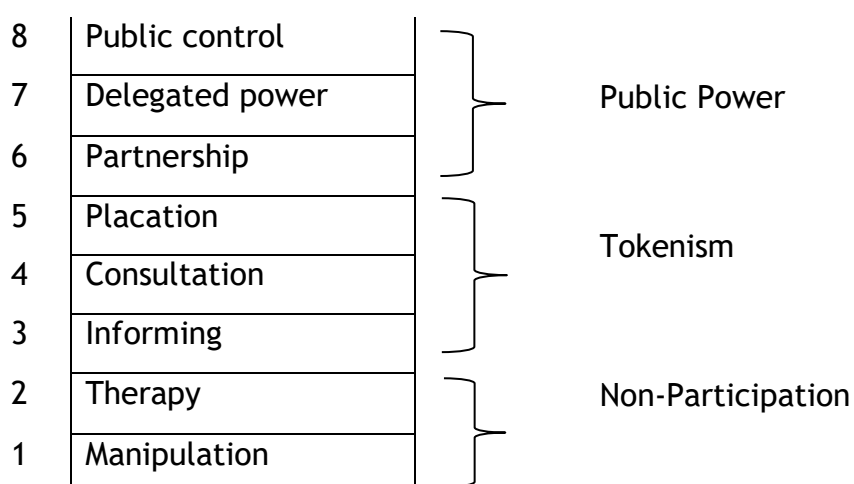 8 Public control
7 Delegated power Public Power
6 Partnership
5 Placation
Tokenism
4 Consultation
3 Informing
2 Therapy Non-Participation
1 Manipulation